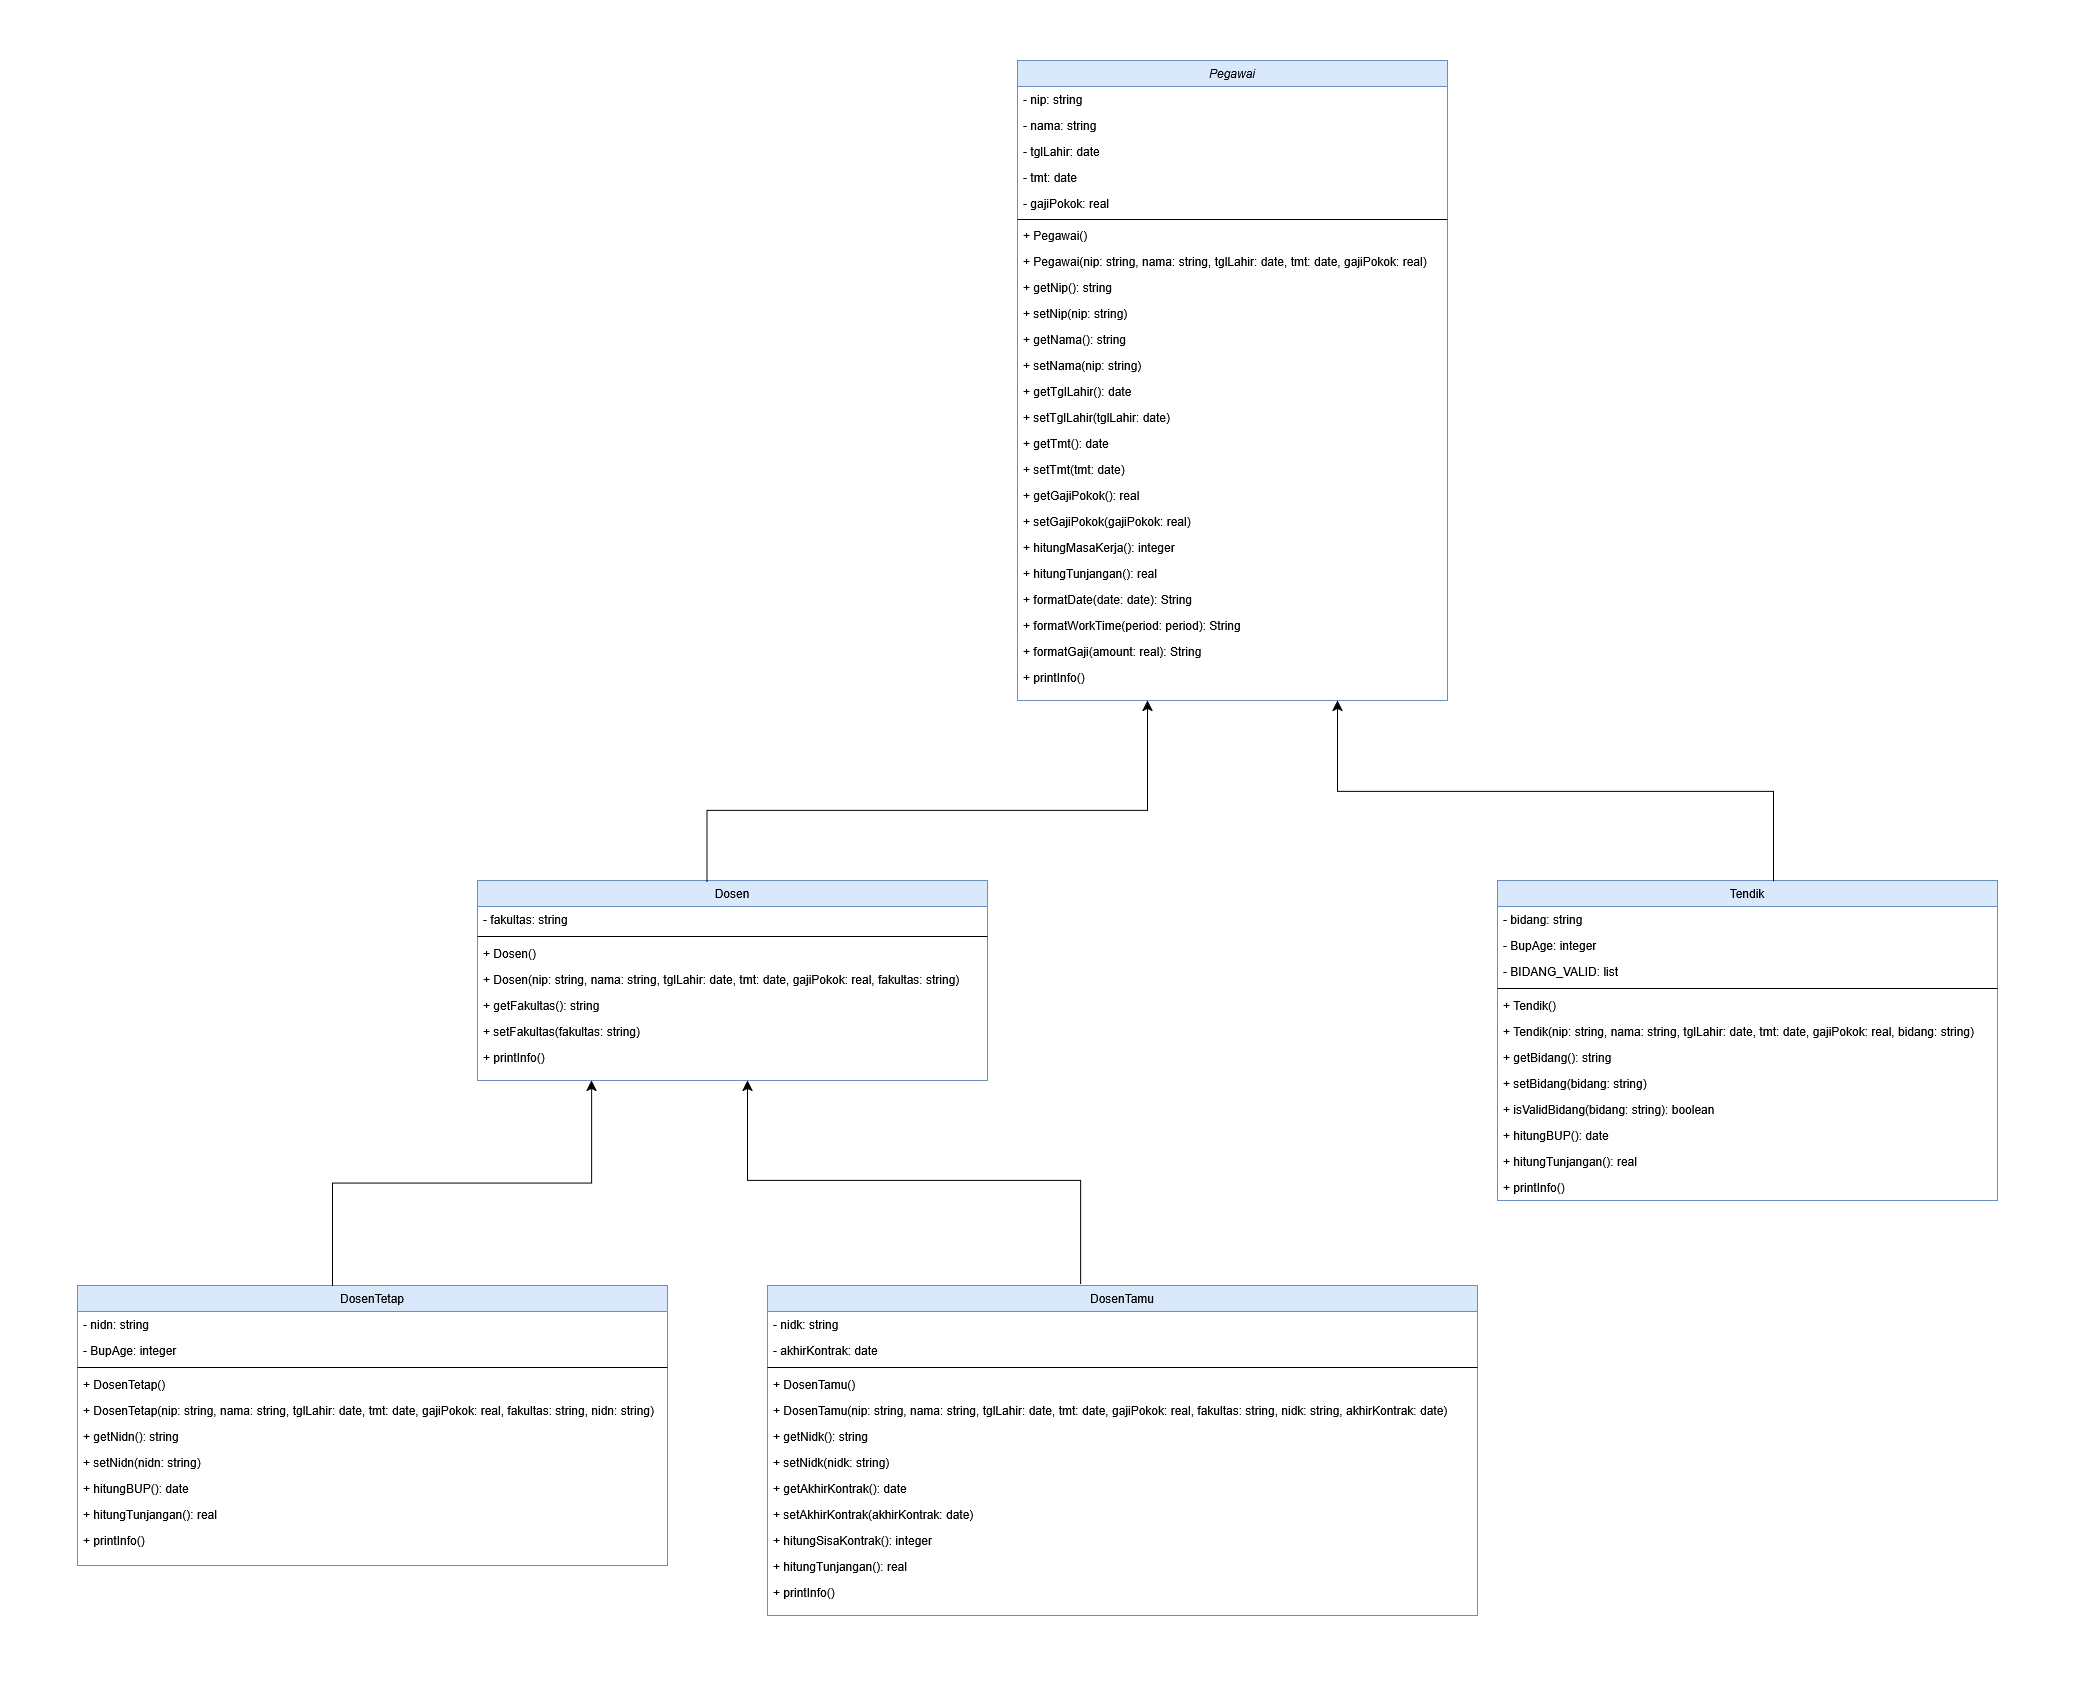 Pegawai
- nip: string
- nama: string
- tglLahir: date
- tmt: date
- gajiPokok: real
+ Pegawai()
+ Pegawai(nip: string, nama: string, tglLahir: date, tmt: date, gajiPokok: real)
+ getNip(): string
+ setNip(nip: string)
+ getNama(): string
+ setNama(nip: string)
+ getTglLahir(): date
+ setTglLahir(tglLahir: date)
+ getTmt(): date
+ setTmt(tmt: date)
+ getGajiPokok(): real
+ setGajiPokok(gajiPokok: real)
+ hitungMasaKerja(): integer
+ hitungTunjangan(): real
+ formatDate(date: date): String
+ formatWorkTime(period: period): String
+ formatGaji(amount: real): String
+ printInfo()
Dosen
- fakultas: string
+ Dosen()
+ Dosen(nip: string, nama: string, tglLahir: date, tmt: date, gajiPokok: real, fakultas: string)
+ getFakultas(): string
+ setFakultas(fakultas: string)
+ printInfo()
Tendik
- bidang: string
- BupAge: integer
- BIDANG_VALID: list
+ Tendik()
+ Tendik(nip: string, nama: string, tglLahir: date, tmt: date, gajiPokok: real, bidang: string)
+ getBidang(): string
+ setBidang(bidang: string)
+ isValidBidang(bidang: string): boolean
+ hitungBUP(): date
+ hitungTunjangan(): real
+ printInfo()
DosenTetap
- nidn: string
- BupAge: integer
+ DosenTetap()
+ DosenTetap(nip: string, nama: string, tglLahir: date, tmt: date, gajiPokok: real, fakultas: string, nidn: string)
+ getNidn(): string
+ setNidn(nidn: string)
+ hitungBUP(): date
+ hitungTunjangan(): real
+ printInfo()
DosenTamu
- nidk: string
- akhirKontrak: date
+ DosenTamu()
+ DosenTamu(nip: string, nama: string, tglLahir: date, tmt: date, gajiPokok: real, fakultas: string, nidk: string, akhirKontrak: date)
+ getNidk(): string
+ setNidk(nidk: string)
+ getAkhirKontrak(): date
+ setAkhirKontrak(akhirKontrak: date)
+ hitungSisaKontrak(): integer
+ hitungTunjangan(): real
+ printInfo()